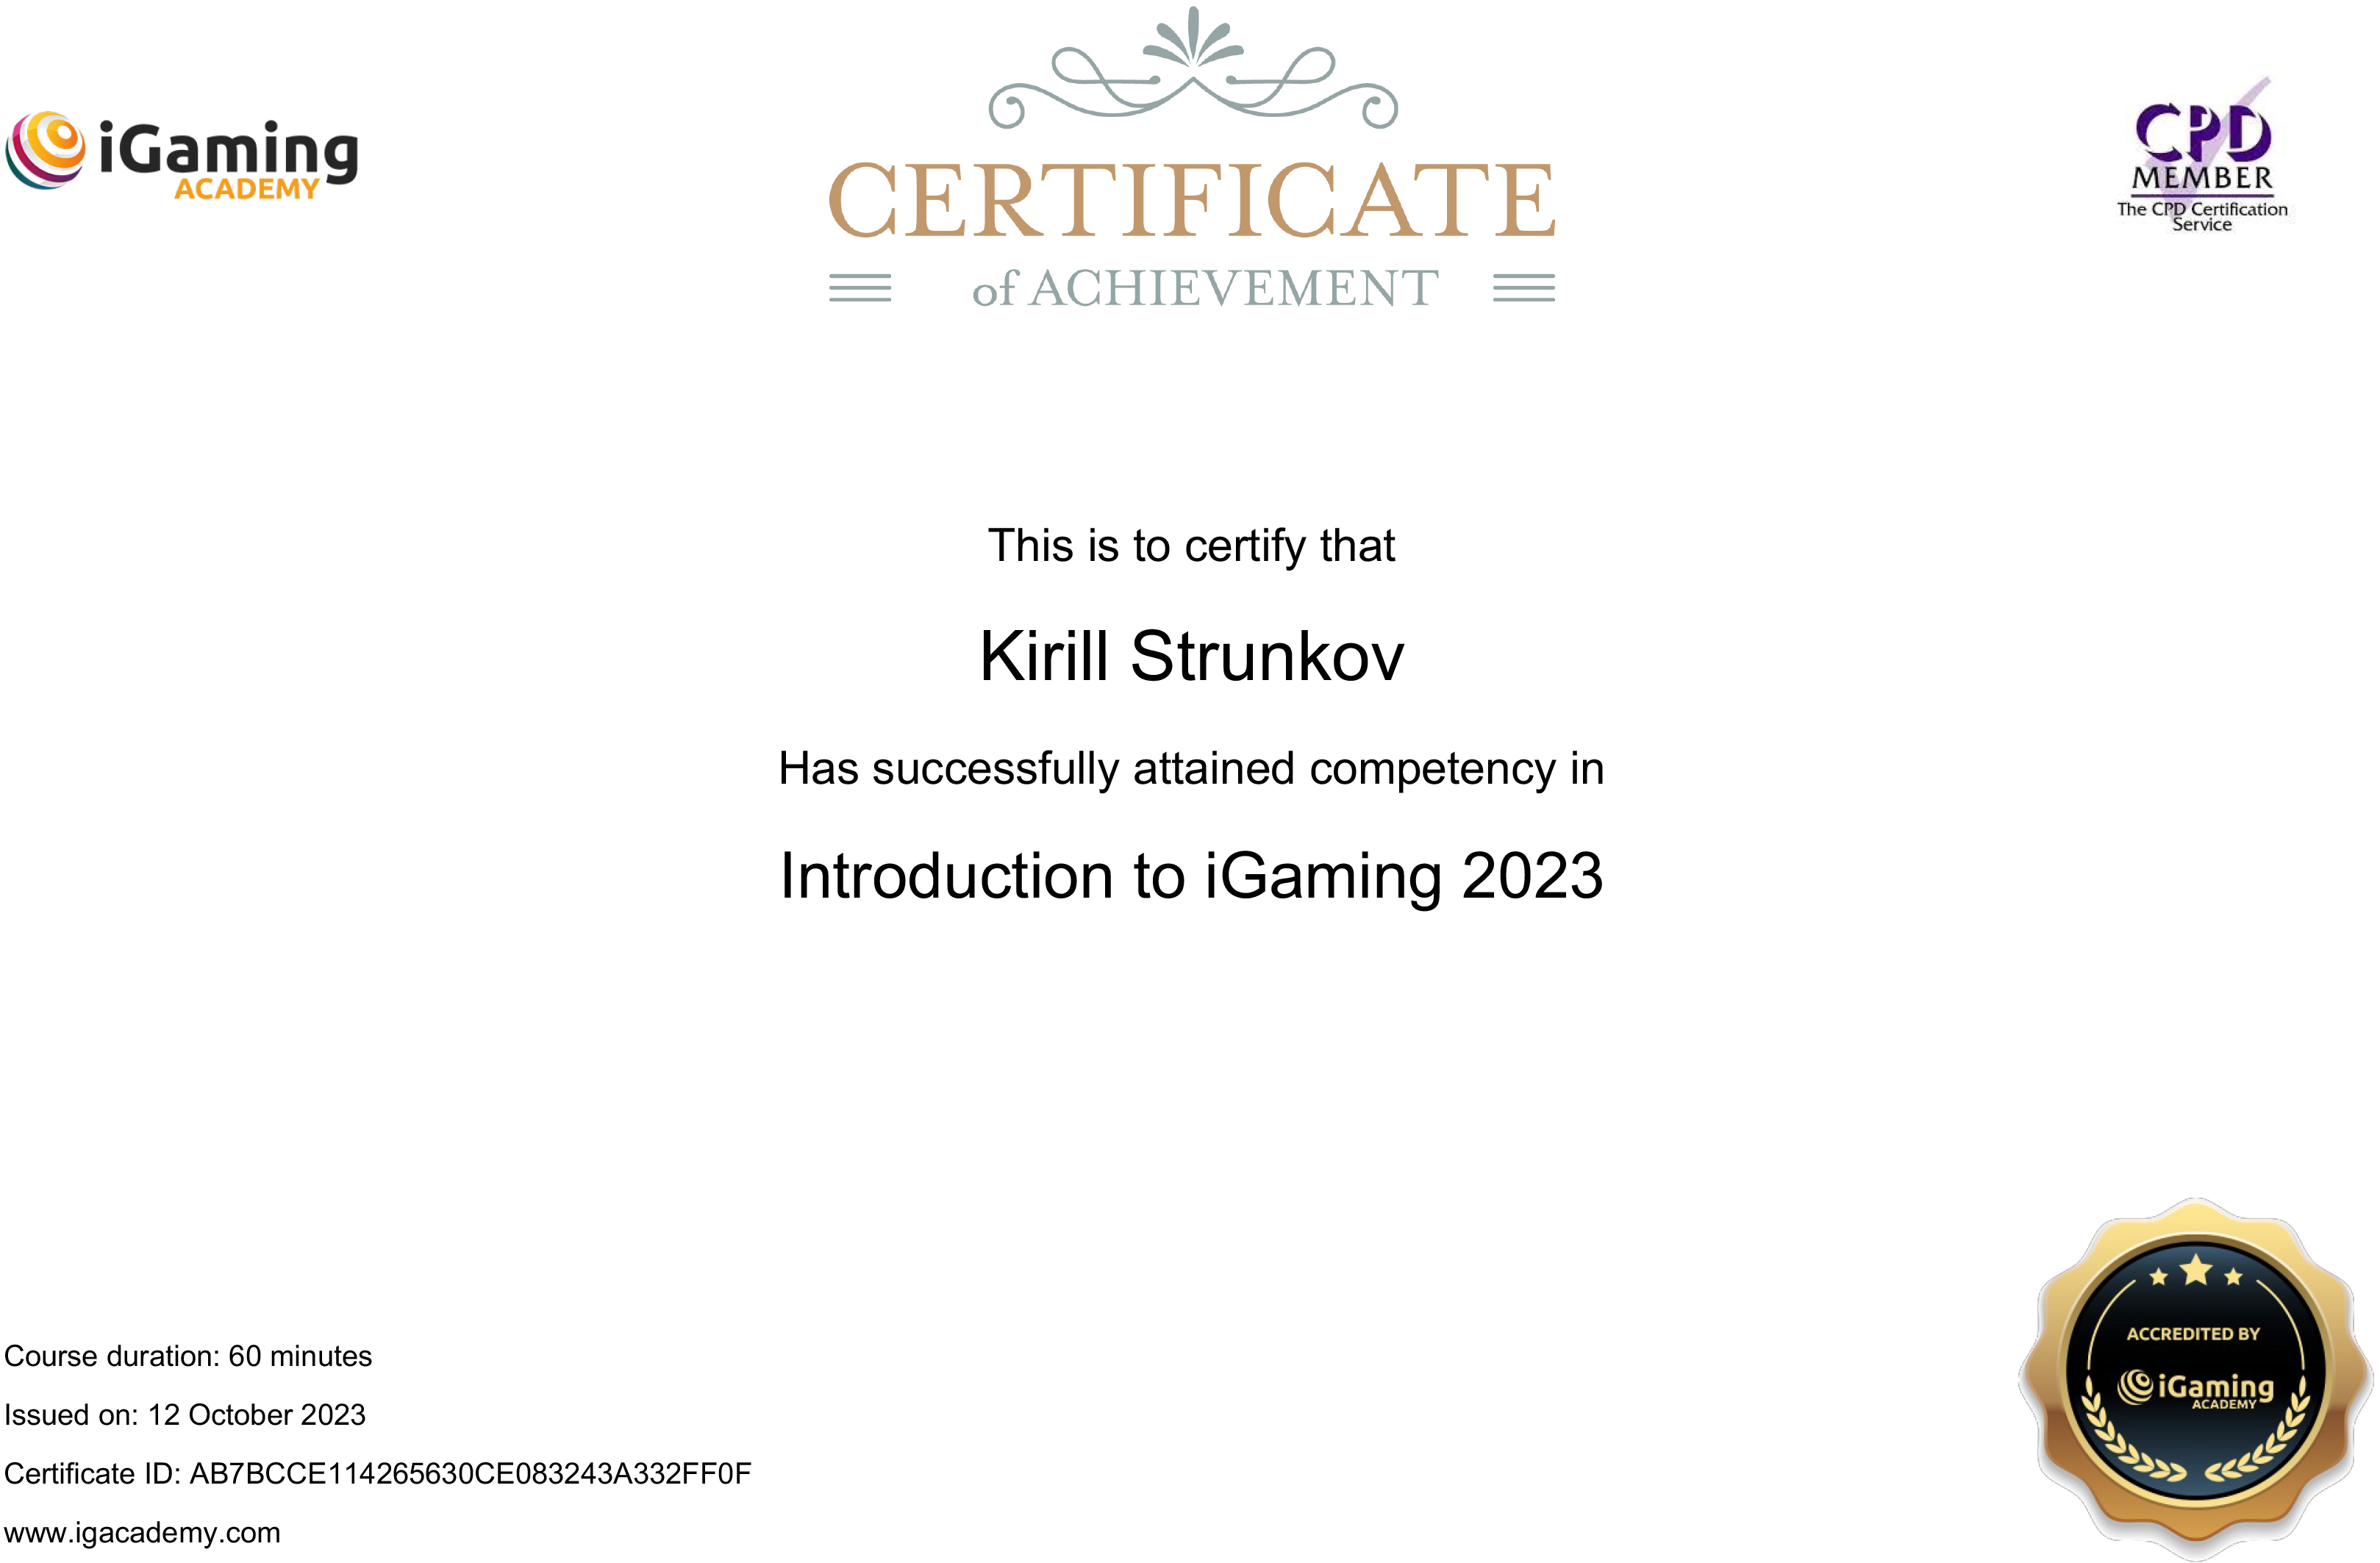 iGaming
ACADEMY
CERTIFICATE
of ACHIEVEMENT
CPD
MEMBER
The CPD Certification
Service
This is to certify that
Kirill Strunkov
Has successfully attained competency in
Introduction to iGaming 2023
Course duration: 60 minutes
Issued on: 12 October 2023
Certificate ID: AB7BCCE114265630CE083243A332FF0F
www.igacademy.com
ACCREDITED BY
iGaming
ACADEMY